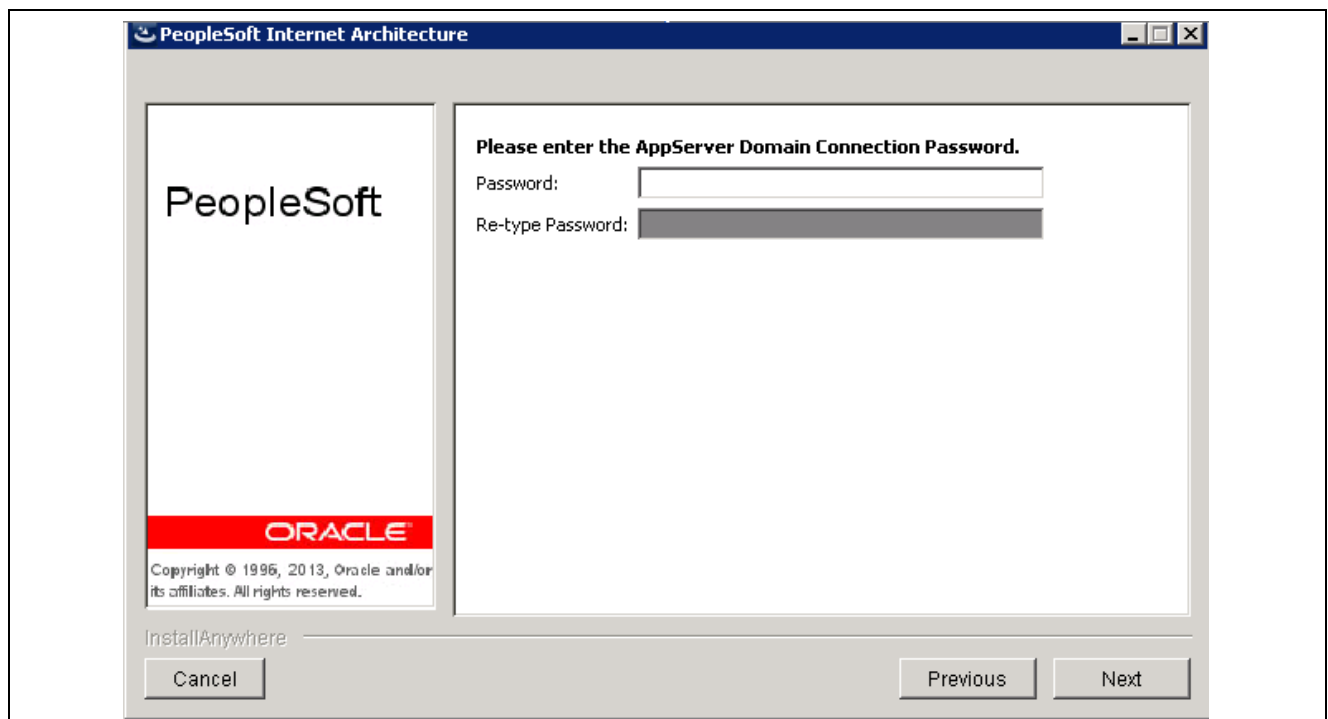 PeopleSoft Internet Architecture
PeopleSoft
ORACLE
Copyright © 1996, 2013, Oracle and/or
its affiliates. All rights reserved.
Please enter the AppServer Domain Connection Password.
Password:
Re-type Password:
InstallAnywhere
Cancel
Previous
Next